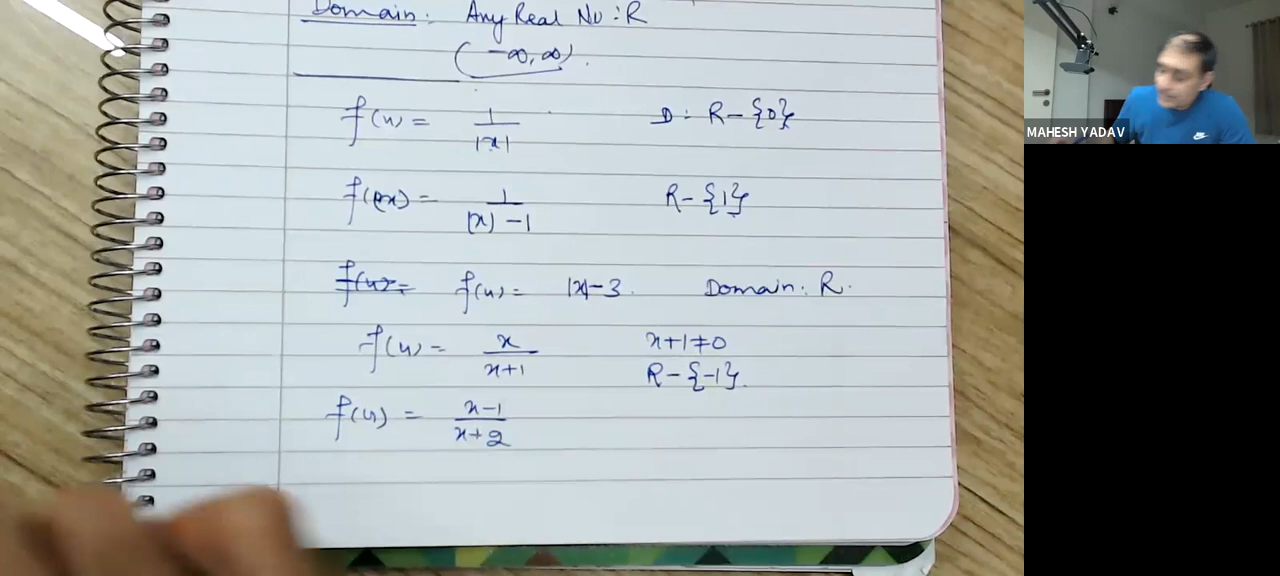 Domain: Any Real No : R
(-∞, ∞).
f(x) = 1/|x| D: R - {0}
f(x) = 1/(|x| - 1) R - {1}
f(x) = f(x) = |x| - 3. Domain: R.
f(x) = x/(x+1) x+1 ≠ 0
R - {-1}.
f(x) = (x-1)/(x+2)
MAHESH YADAV